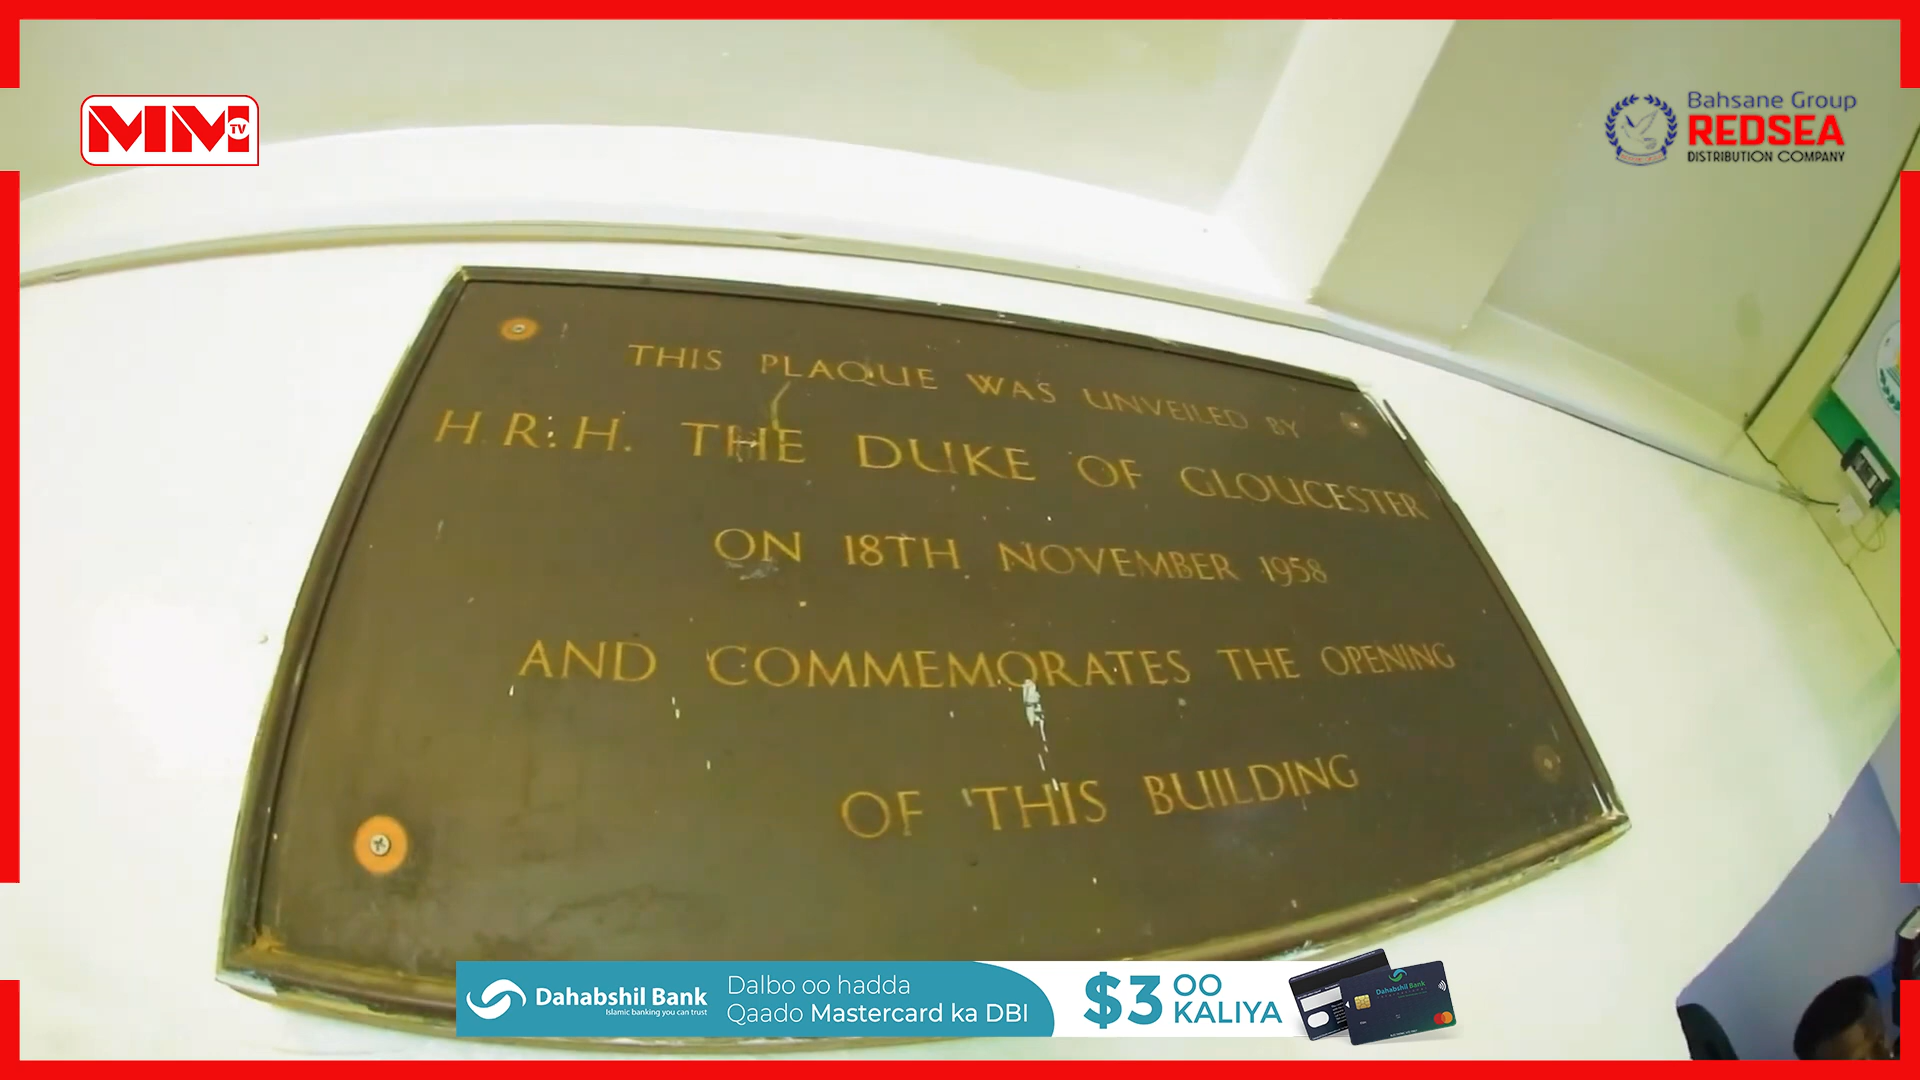 MM TV
Bahsane Group
REDSEA
DISTRIBUTION COMPANY
THIS PLAQUE WAS UNVEILED BY
H.R.H. THE DUKE OF GLOUCESTER
ON 18TH NOVEMBER 1958
AND COMMEMORATES THE OPENING
OF THIS BUILDING
Dahabshil Bank
Islamic banking you can trust
Dalbo oo hadda
Qaado Mastercard ka DBI
$3 OO
KALIYA
Dahabshil Bank